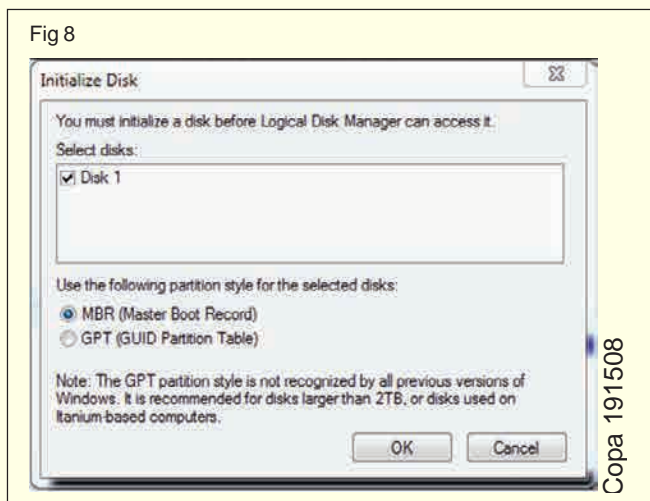 Fig 8
Initialize Disk
You must initialize a disk before Logical Disk Manager can access it.
Select disks:
Disk 1
Use the following partition style for the selected disks:
MBR (Master Boot Record)
GPT (GUID Partition Table)
Note: The GPT partition style is not recognized by all previous versions of
Windows. It is recommended for disks larger than 2TB, or disks used on
Itanium-based computers.
OK
Cancel
Copa 191508